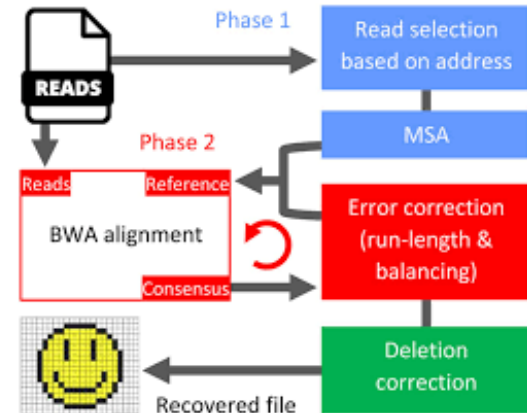 Phase 1
READS
Read selection
based on address
MSA
Phase 2
Reads
Reference
BWA alignment
Consensus
Error correction
(run-length &
balancing)
Deletion
correction
Recovered file